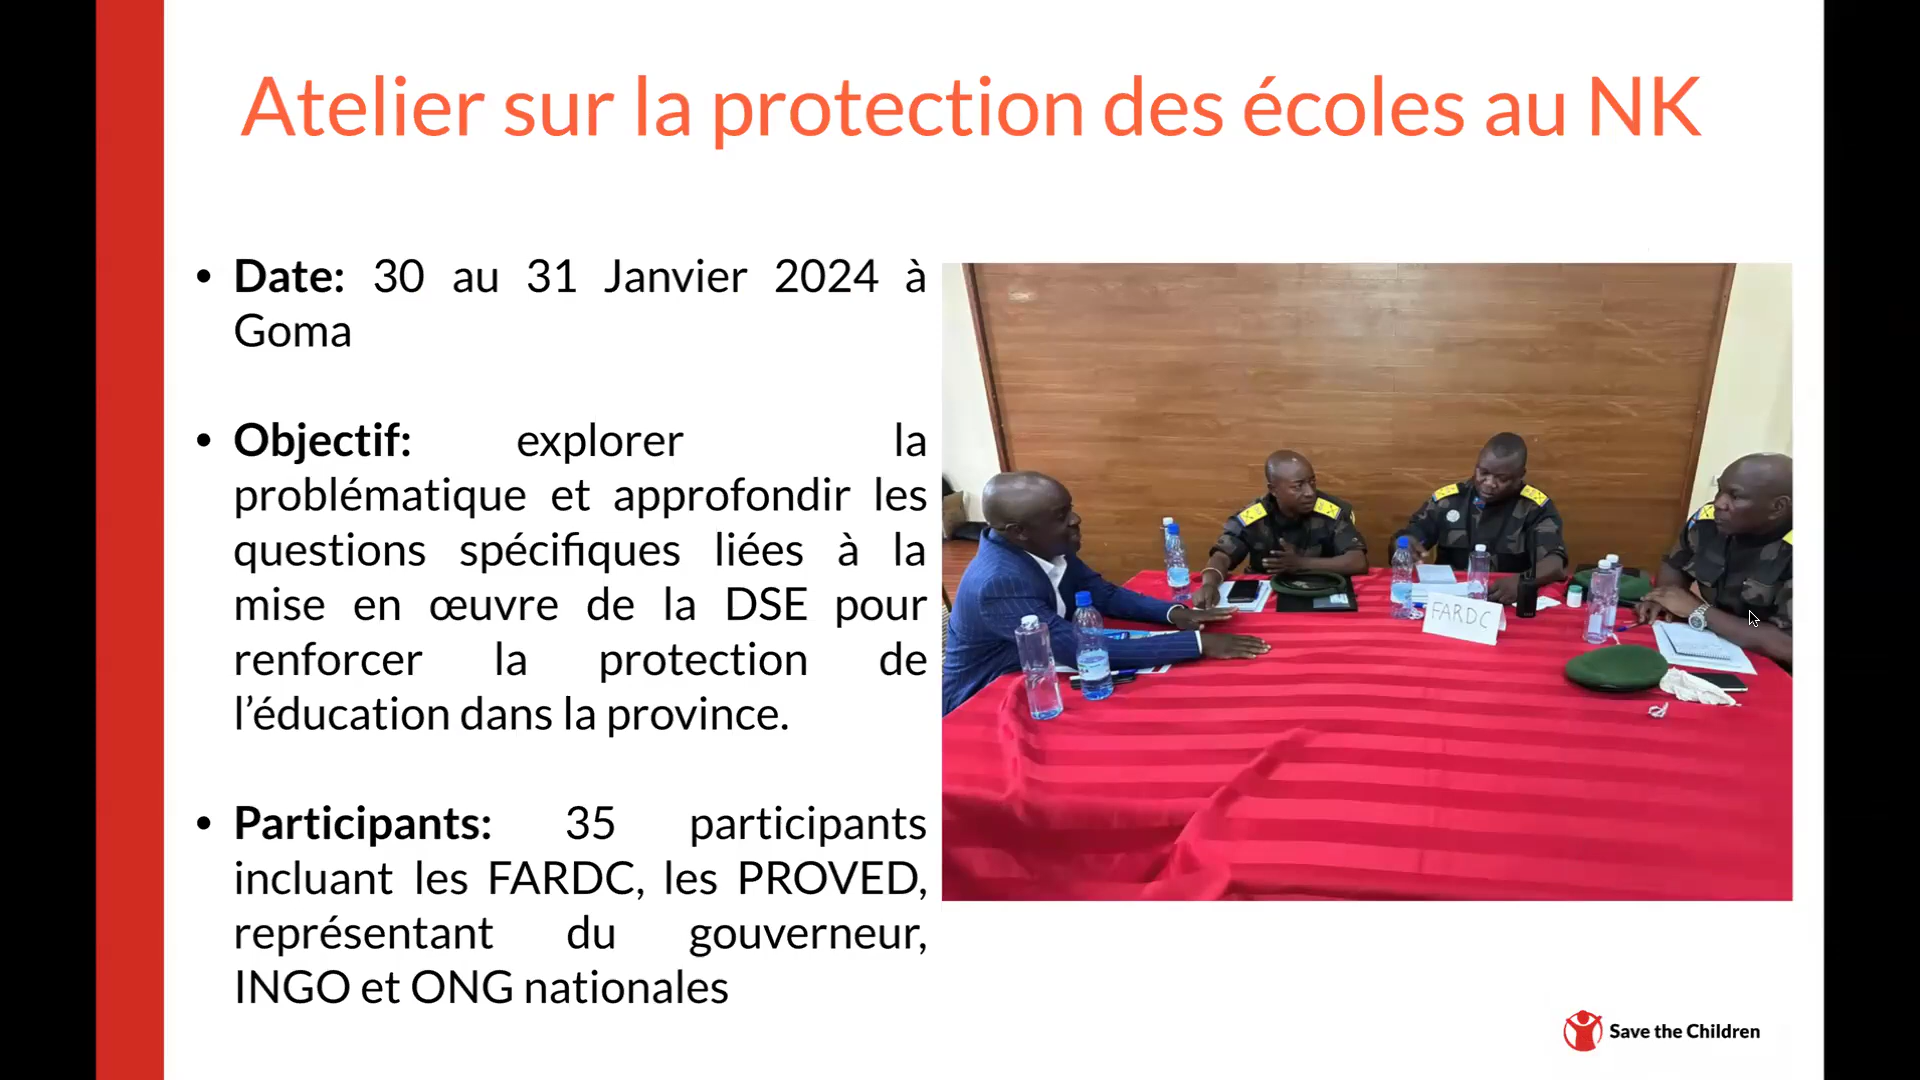 Atelier sur la protection des écoles au NK
• Date: 30 au 31 Janvier 2024 à
Goma
• Objectif: explorer la
problématique et approfondir les
questions spécifiques liées à la
mise en œuvre de la DSE pour
renforcer la protection de
l’éducation dans la province.
• Participants: 35 participants
incluant les FARDC, les PROVED,
représentant du gouverneur,
INGO et ONG nationales
FARDC
Save the Children